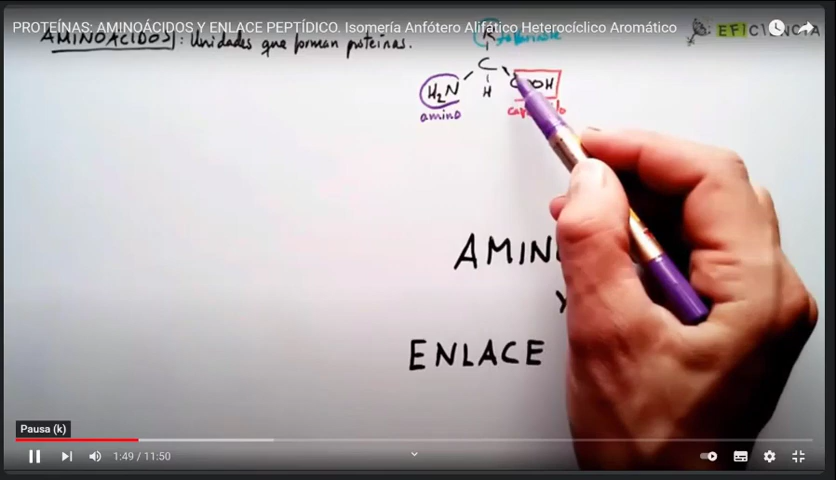 PROTEÍNAS: AMINOÁCIDOS Y ENLACE PEPTÍDICO. Isomería Anfótero Alifático Heterocíclico Aromático
EFICIENCIA
AMINOÁCIDOS: Unidades que forman proteínas.
R
C
H₂N H COOH
amino
AMIN
Y
ENLACE
Pausa (k)
1:49 / 11:50